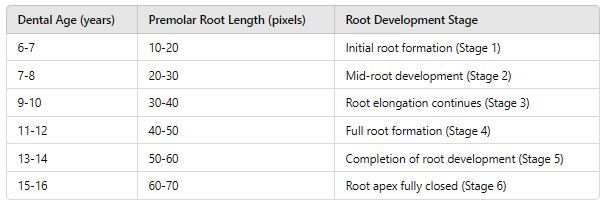 Dental Age (years) Premolar Root Length (pixels) Root Development Stage
6-7 10-20 Initial root formation (Stage 1)
7-8 20-30 Mid-root development (Stage 2)
9-10 30-40 Root elongation continues (Stage 3)
11-12 40-50 Full root formation (Stage 4)
13-14 50-60 Completion of root development (Stage 5)
15-16 60-70 Root apex fully closed (Stage 6)